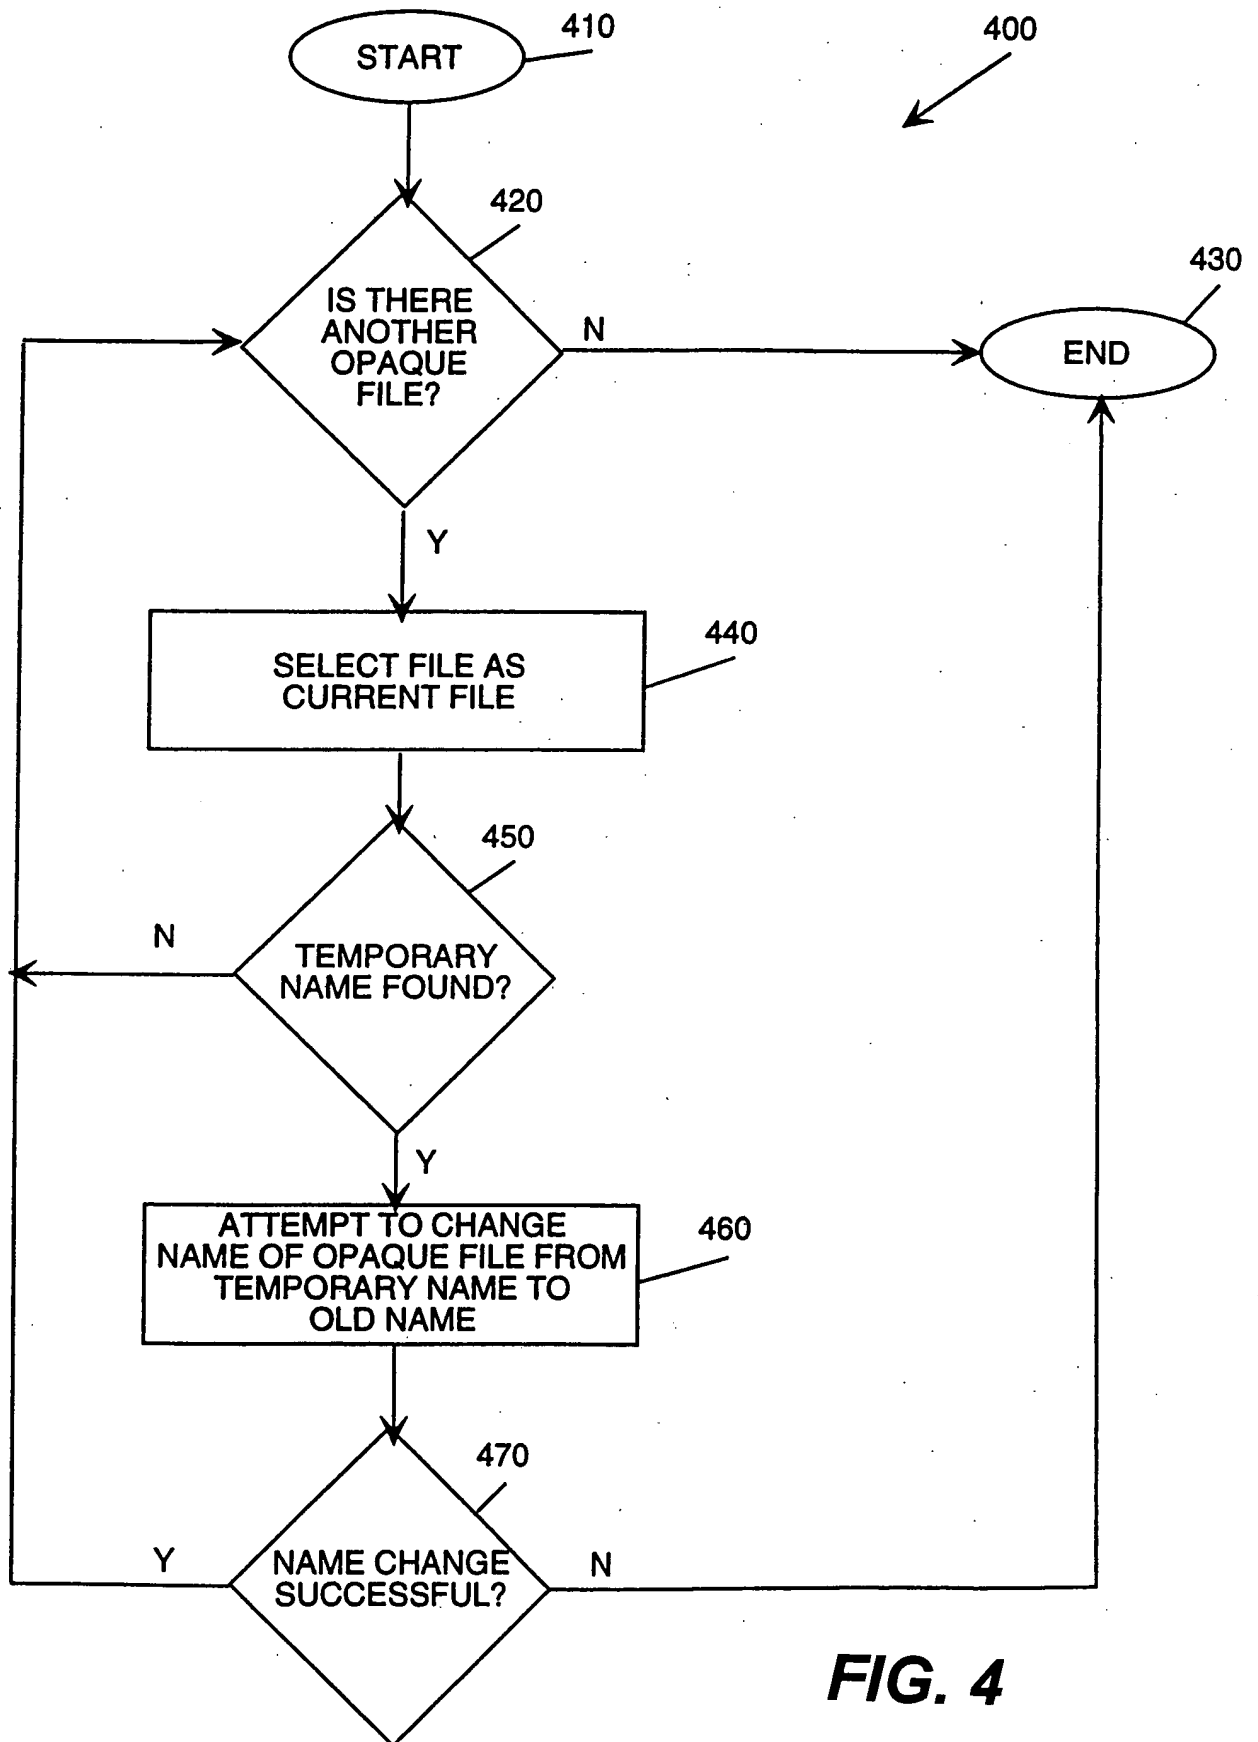 410
START
400
420
430
IS THERE
ANOTHER
OPAQUE
FILE?
N
END
Y
440
SELECT FILE AS
CURRENT FILE
450
N
TEMPORARY
NAME FOUND?
Y
460
ATTEMPT TO CHANGE
NAME OF OPAQUE FILE FROM
TEMPORARY NAME TO
OLD NAME
470
Y
NAME CHANGE
SUCCESSFUL?
N
FIG. 4